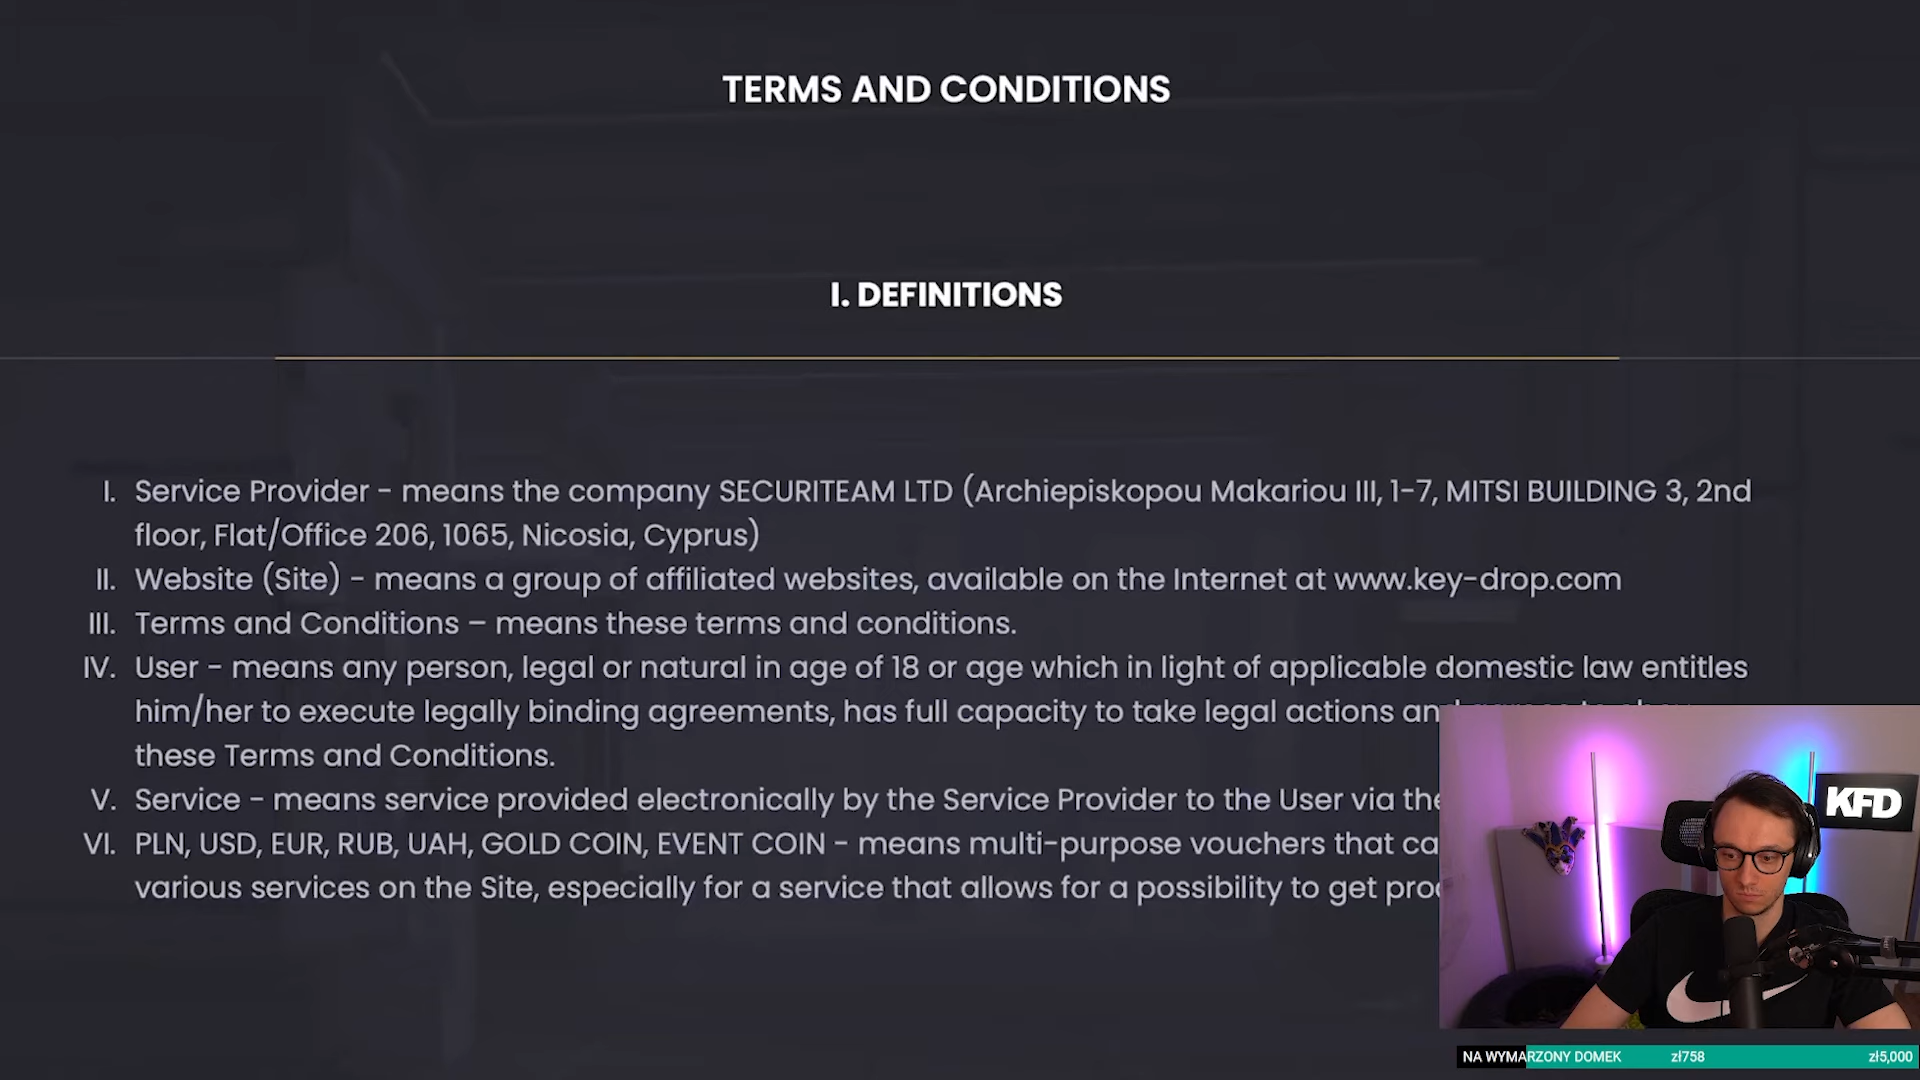 TERMS AND CONDITIONS
I. DEFINITIONS
I. Service Provider - means the company SECURITEAM LTD (Archiepiskopou Makariou III, 1-7, MITSI BUILDING 3, 2nd
floor, Flat/Office 206, 1065, Nicosia, Cyprus)
II. Website (Site) - means a group of affiliated websites, available on the Internet at www.key-drop.com
III. Terms and Conditions – means these terms and conditions.
IV. User - means any person, legal or natural in age of 18 or age which in light of applicable domestic law entitles
him/her to execute legally binding agreements, has full capacity to take legal actions
these Terms and Conditions.
V. Service - means service provided electronically by the Service Provider to the User via
VI. PLN, USD, EUR, RUB, UAH, GOLD COIN, EVENT COIN - means multi-purpose vouchers that
various services on the Site, especially for a service that allows for a possibility to get
KFD
NA WYMARZONY DOMEK zł758 zł5,000